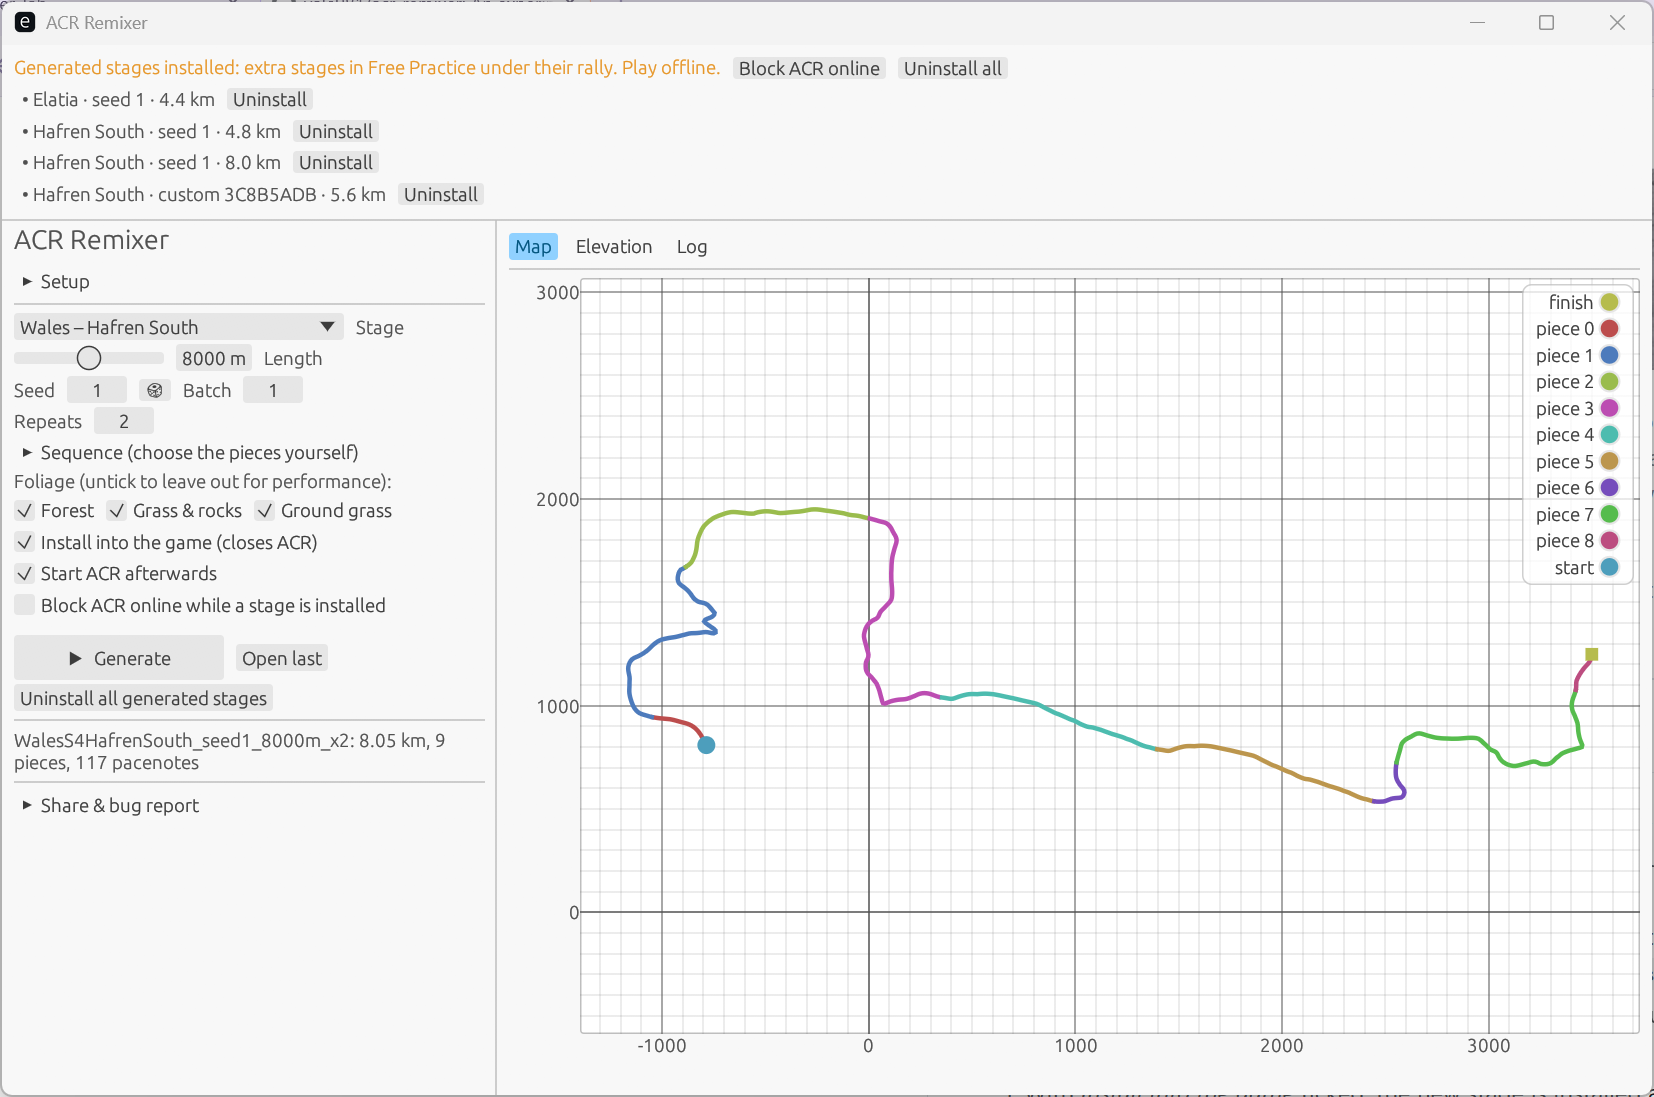 e ACR Remixer
Generated stages installed: extra stages in Free Practice under their rally. Play offline. Block ACR online Uninstall all
• Elatia · seed 1 · 4.4 km Uninstall
• Hafren South · seed 1 · 4.8 km Uninstall
• Hafren South · seed 1 · 8.0 km Uninstall
• Hafren South · custom 3C8B5ADB · 5.6 km Uninstall
ACR Remixer
Setup
Wales – Hafren South Stage
8000 m Length
Seed 1 Batch 1
Repeats 2
Sequence (choose the pieces yourself)
Foliage (untick to leave out for performance):
Forest Grass & rocks Ground grass
Install into the game (closes ACR)
Start ACR afterwards
Block ACR online while a stage is installed
Generate Open last
Uninstall all generated stages
WalesS4HafrenSouth_seed1_8000m_x2: 8.05 km, 9
pieces, 117 pacenotes
Share & bug report
Map Elevation Log
3000
2000
1000
0
-1000 0 1000 2000 3000
finish
piece 0
piece 1
piece 2
piece 3
piece 4
piece 5
piece 6
piece 7
piece 8
start